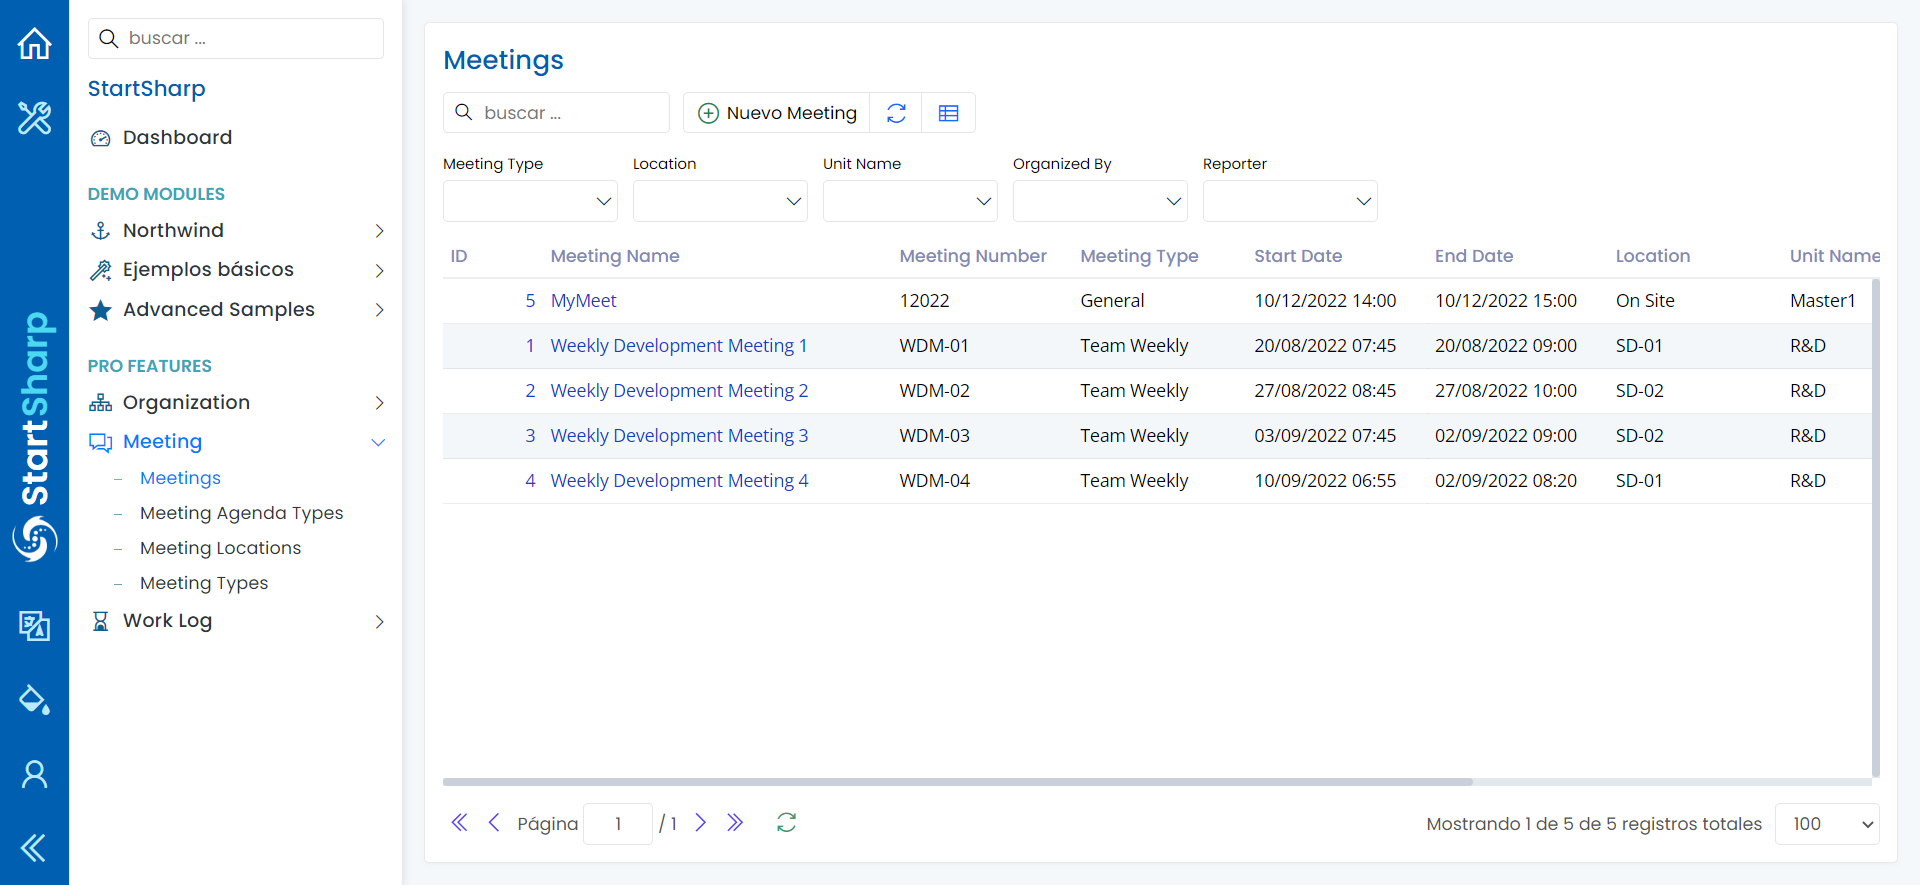 buscar ...
StartSharp
Dashboard
DEMO MODULES
Northwind
Ejemplos básicos
Advanced Samples
PRO FEATURES
Organization
Meeting
Meetings
Meeting Agenda Types
Meeting Locations
Meeting Types
Work Log
StartSharp
Meetings
buscar ...
Nuevo Meeting
Meeting Type Location Unit Name Organized By Reporter
ID Meeting Name Meeting Number Meeting Type Start Date End Date Location Unit Name
5 MyMeet 12022 General 10/12/2022 14:00 10/12/2022 15:00 On Site Master1
1 Weekly Development Meeting 1 WDM-01 Team Weekly 20/08/2022 07:45 20/08/2022 09:00 SD-01 R&D
2 Weekly Development Meeting 2 WDM-02 Team Weekly 27/08/2022 08:45 27/08/2022 10:00 SD-02 R&D
3 Weekly Development Meeting 3 WDM-03 Team Weekly 03/09/2022 07:45 02/09/2022 09:00 SD-02 R&D
4 Weekly Development Meeting 4 WDM-04 Team Weekly 10/09/2022 06:55 02/09/2022 08:20 SD-01 R&D
Página 1 / 1
Mostrando 1 de 5 de 5 registros totales 100